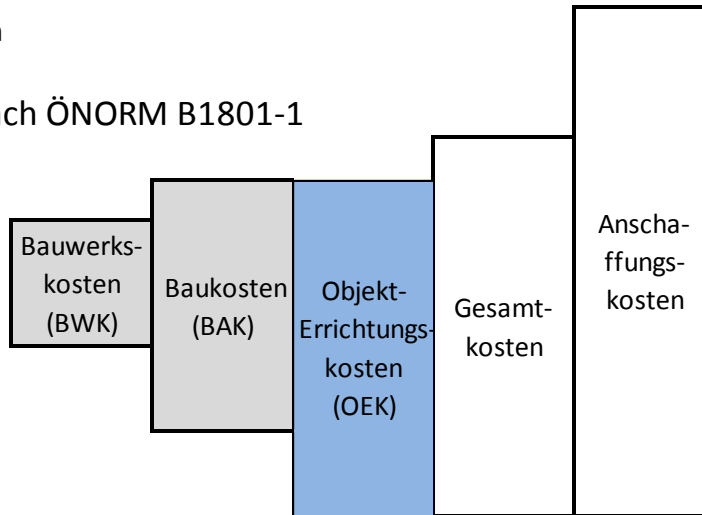 n
ch ÖNORM B1801-1
Bauwerks-
kosten
(BWK)
Baukosten
(BAK)
Objekt-
Errichtungs-
kosten
(OEK)
Gesamt-
kosten
Anscha-
ffungs-
kosten